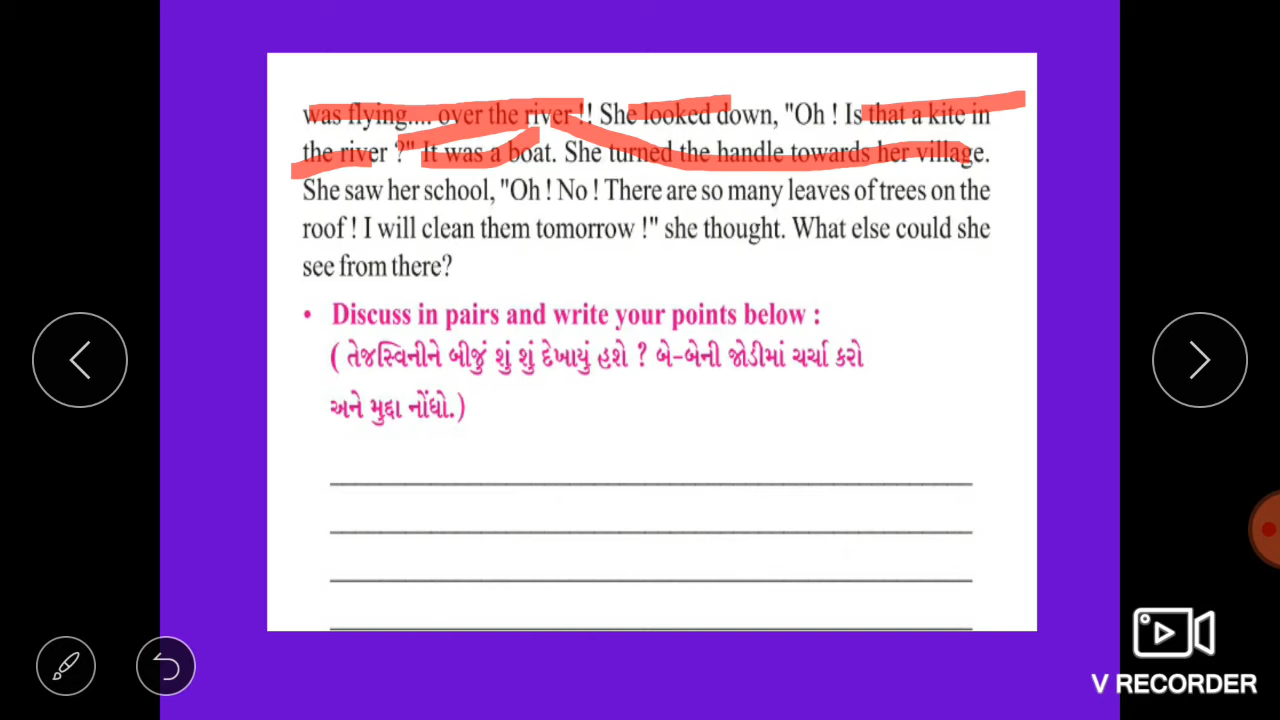 was flying.... over the river !! She looked down, "Oh ! Is that a kite in
the river ?" It was a boat. She turned the handle towards her village.
She saw her school, "Oh ! No ! There are so many leaves of trees on the
roof ! I will clean them tomorrow !" she thought. What else could she
see from there?
• Discuss in pairs and write your points below :
( તેજસ્વિનીને બીજું શું શું દેખાયું હશે ? બે-બેની જોડીમાં ચર્ચા કરો
અને મુદ્દા નોંધો.)
V RECORDER